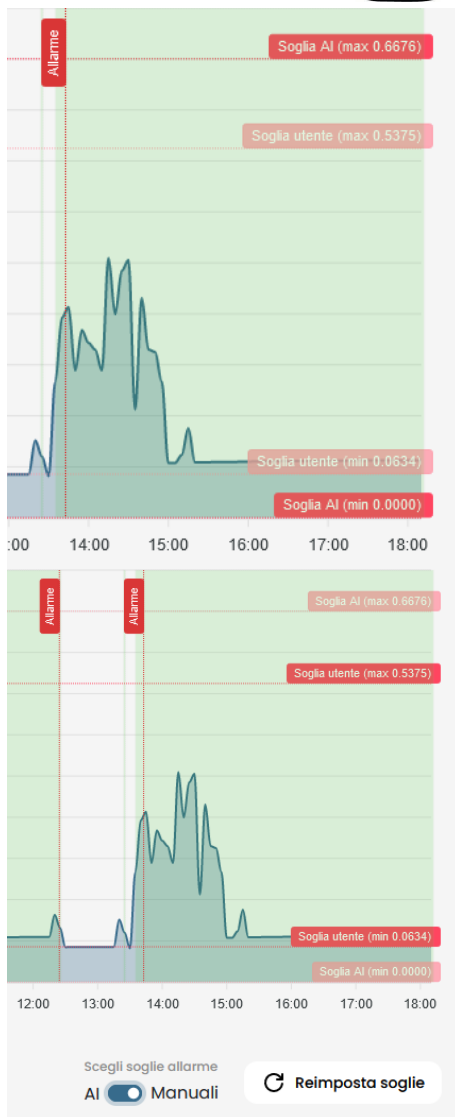 Allarme
Soglia AI (max 0.6676)
Soglia utente (max 0.5375)
Soglia utente (min 0.0634)
Soglia AI (min 0.0000)
:00 14:00 15:00 16:00 17:00 18:00
Allarme Allarme
Soglia AI (max 0.6676)
Soglia utente (max 0.5375)
Soglia utente (min 0.0634)
Soglia AI (min 0.0000)
12:00 13:00 14:00 15:00 16:00 17:00 18:00
Scegli soglie allarme
AI Manuali
Reimposta soglie